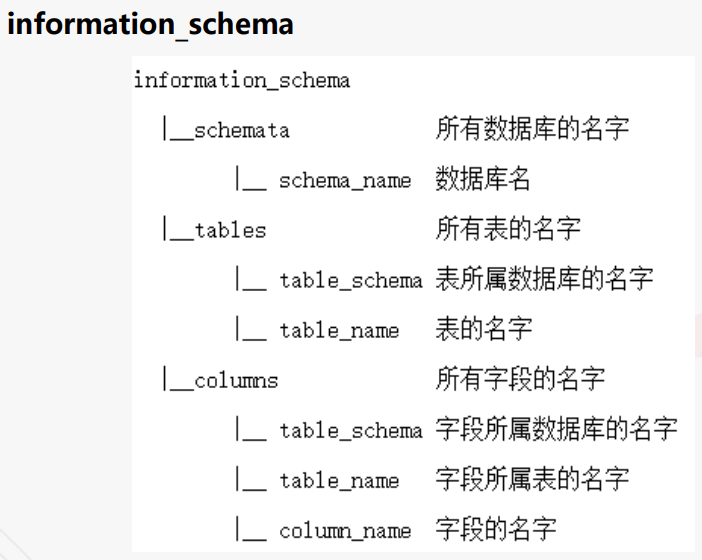 information_schema
information_schema
|__schemata 所有数据库的名字
|__ schema_name 数据库名
|__tables 所有表的名字
|__ table_schema 表所属数据库的名字
|__ table_name 表的名字
|__columns 所有字段的名字
|__ table_schema 字段所属数据库的名字
|__ table_name 字段所属表的名字
|__ column_name 字段的名字